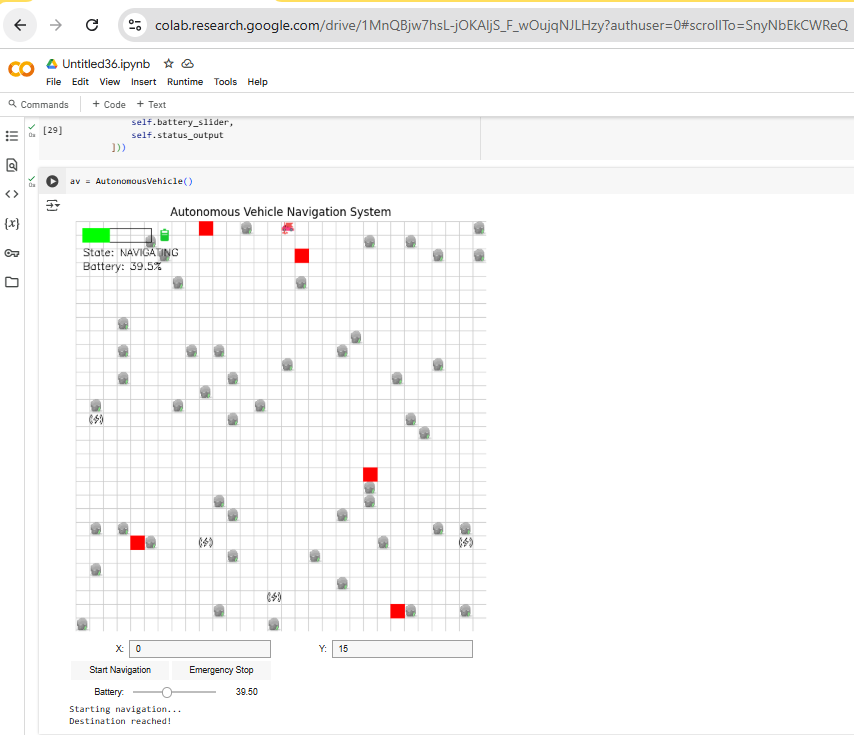 colab.research.google.com/drive/1MnQBjw7hsL-jOKAljS_F_wOujqNJLHzy?authuser=0#scrollTo=SnyNbEkCWReQ
Untitled36.ipynb
File Edit View Insert Runtime Tools Help
Commands + Code + Text
self.battery_slider,
[29] self.status_output
]))
av = AutonomousVehicle()
Autonomous Vehicle Navigation System
State: NAVIGATING
Battery: 39.5%
X: 0 Y: 15
Start Navigation Emergency Stop
Battery: 39.50
Starting navigation...
Destination reached!